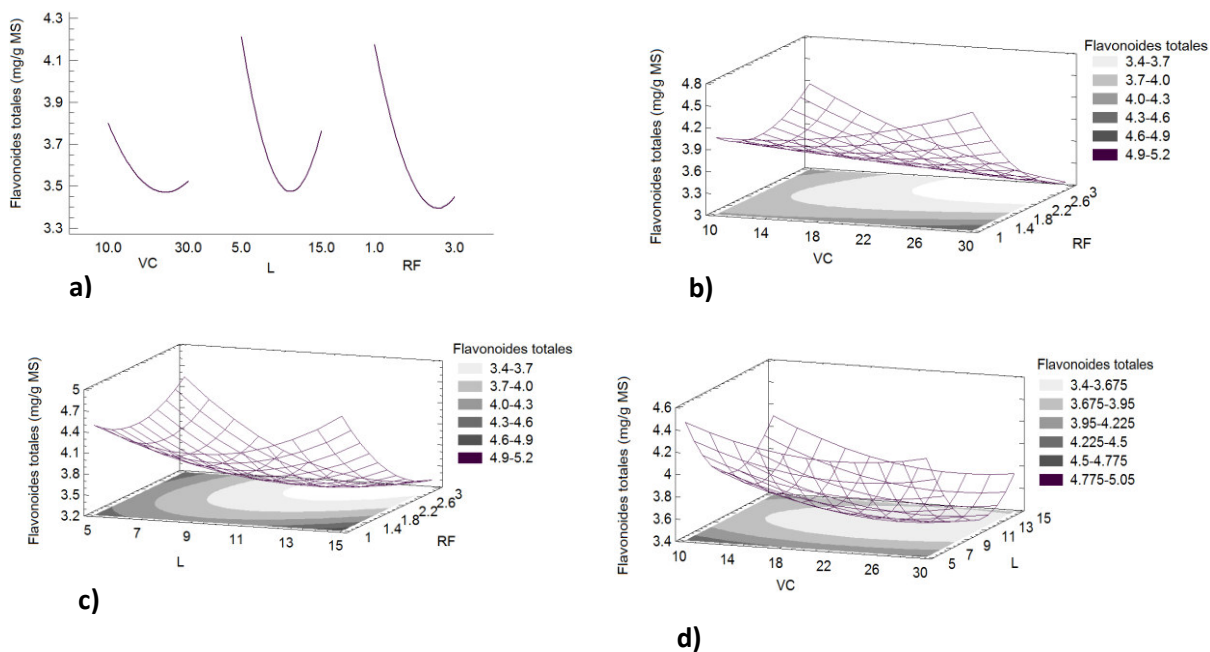 Flavonoides totales (mg/g MS)
4.3
4.1
3.9
3.7
3.5
3.3
10.0 30.0 5.0 15.0 1.0 3.0
VC L RF
a)
Flavonoides totales (mg/g MS)
4.8
4.5
4.2
3.9
3.6
3.3
3
10 14 18 22 26 30
VC
1 1.4 1.8 2.2 2.6 3
RF
Flavonoides totales
3.4-3.7
3.7-4.0
4.0-4.3
4.3-4.6
4.6-4.9
4.9-5.2
b)
Flavonoides totales (mg/g MS)
5
4.7
4.4
4.1
3.8
3.5
3.2
5 7 9 11 13 15
L
1 1.4 1.8 2.2 2.6 3
RF
Flavonoides totales
3.4-3.7
3.7-4.0
4.0-4.3
4.3-4.6
4.6-4.9
4.9-5.2
c)
Flavonoides totales (mg/g MS)
4.6
4.4
4.2
4
3.8
3.6
3.4
10 14 18 22 26 30
VC
5 7 9 11 13 15
L
Flavonoides totales
3.4-3.675
3.675-3.95
3.95-4.225
4.225-4.5
4.5-4.775
4.775-5.05
d)